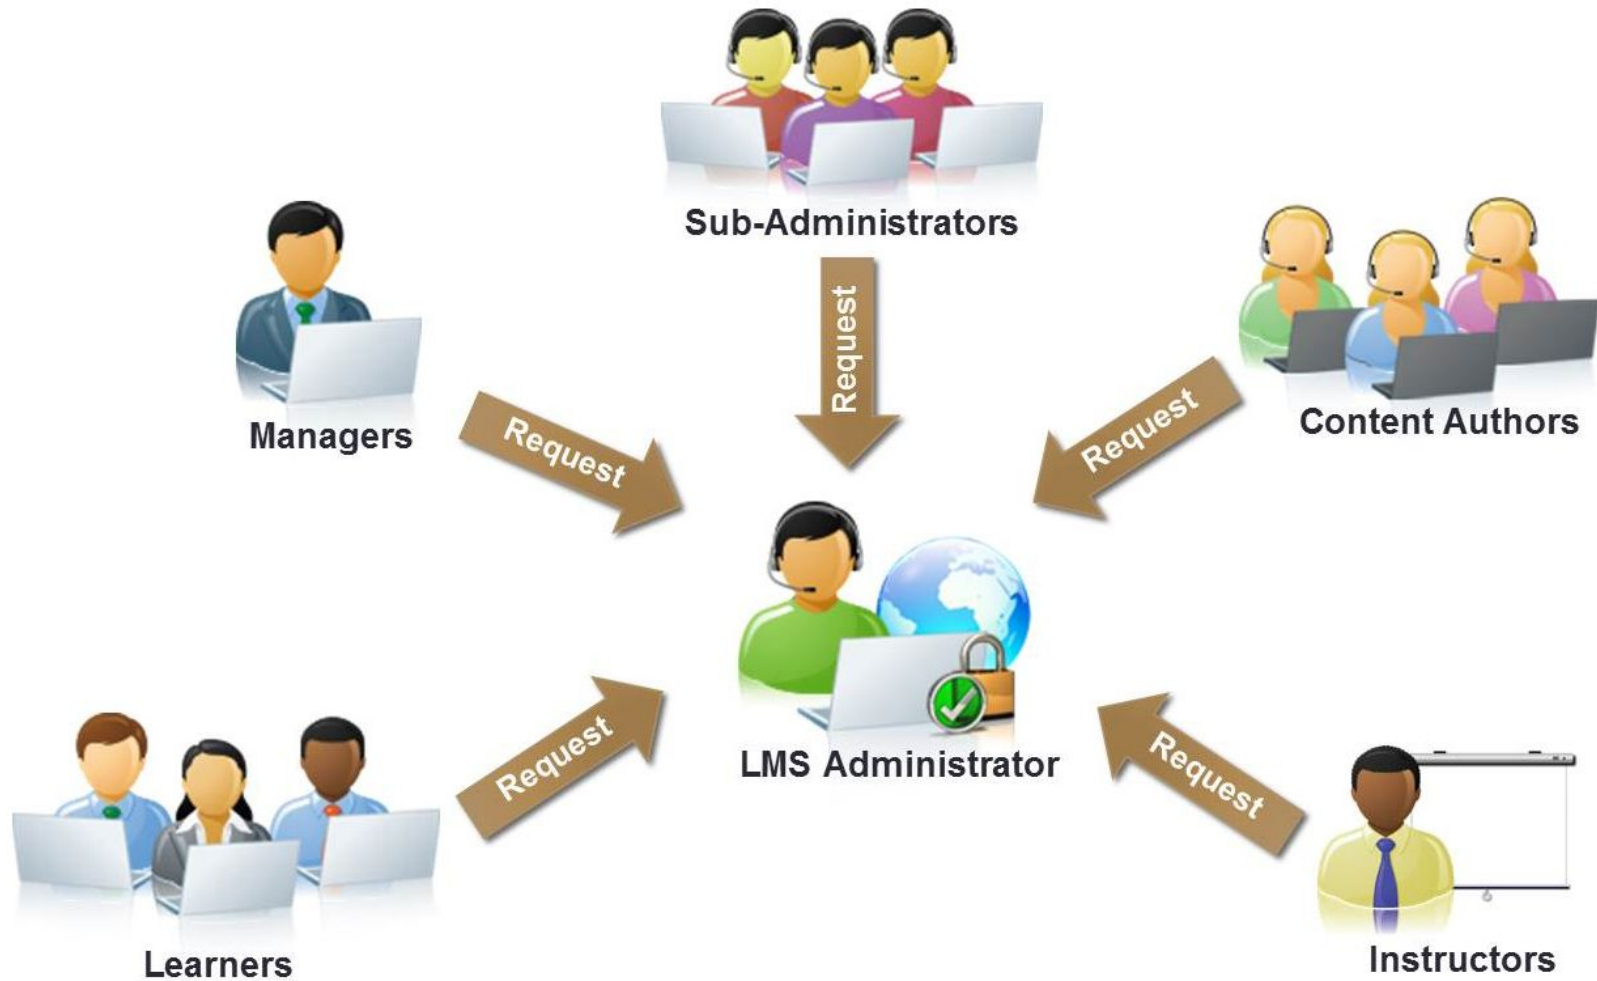 Sub-Administrators
Request
Managers
Request
Content Authors
Request
LMS Administrator
Learners
Request
Instructors
Request